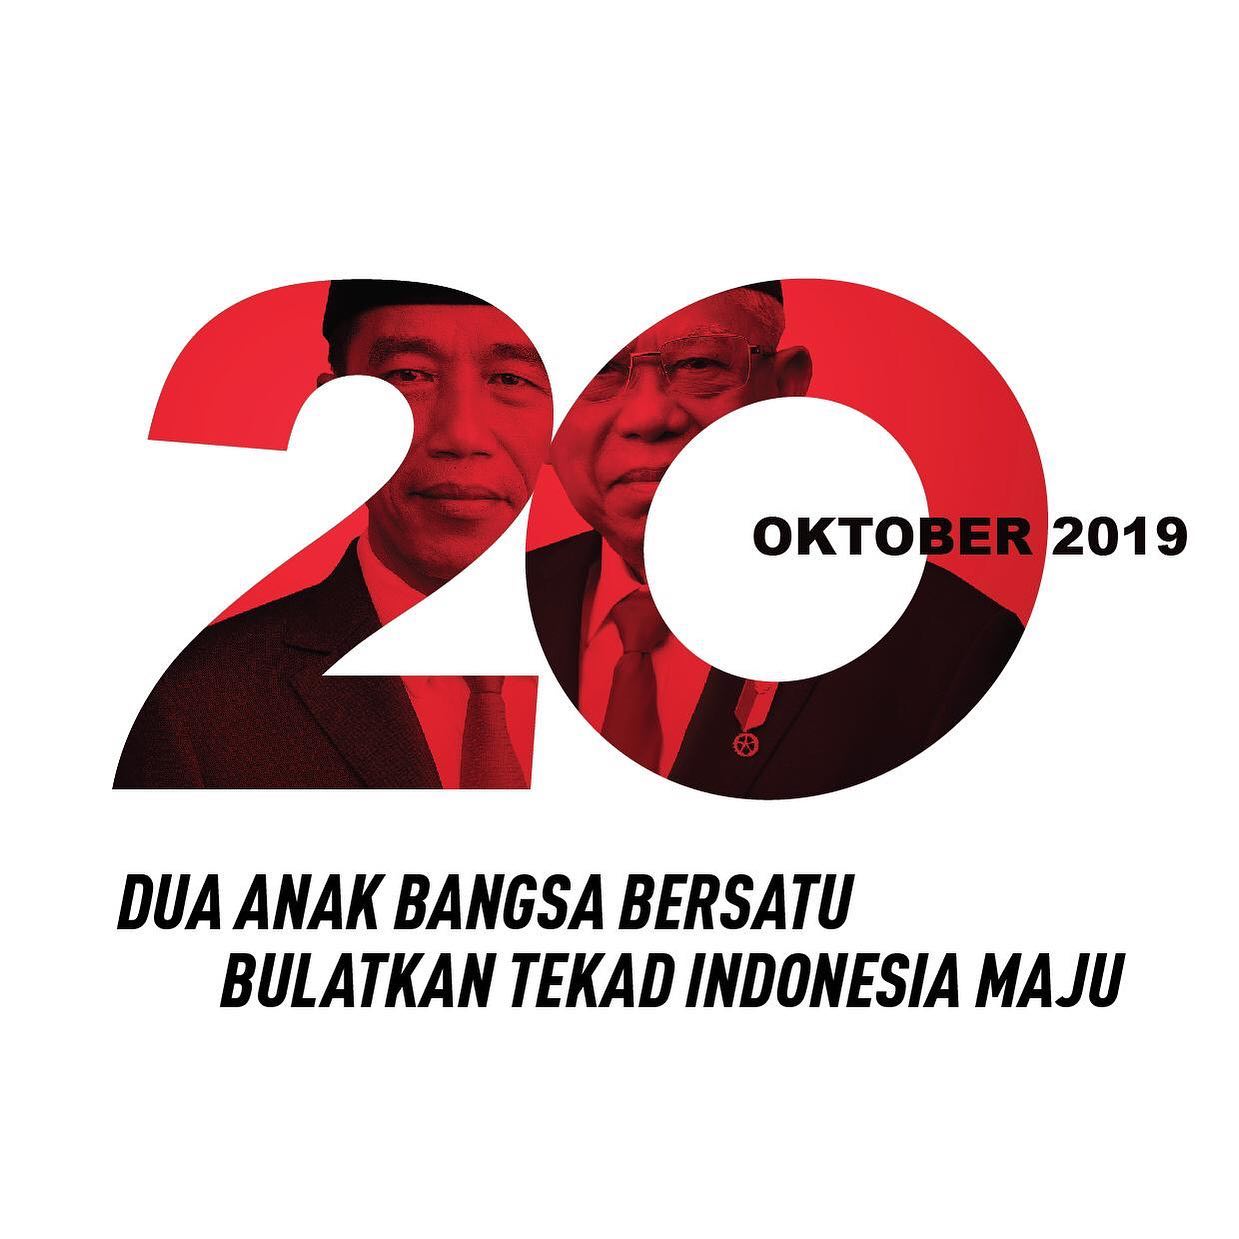 20
OKTOBER 2019
DUA ANAK BANGSA BERSATU
BULATKAN TEKAD INDONESIA MAJU